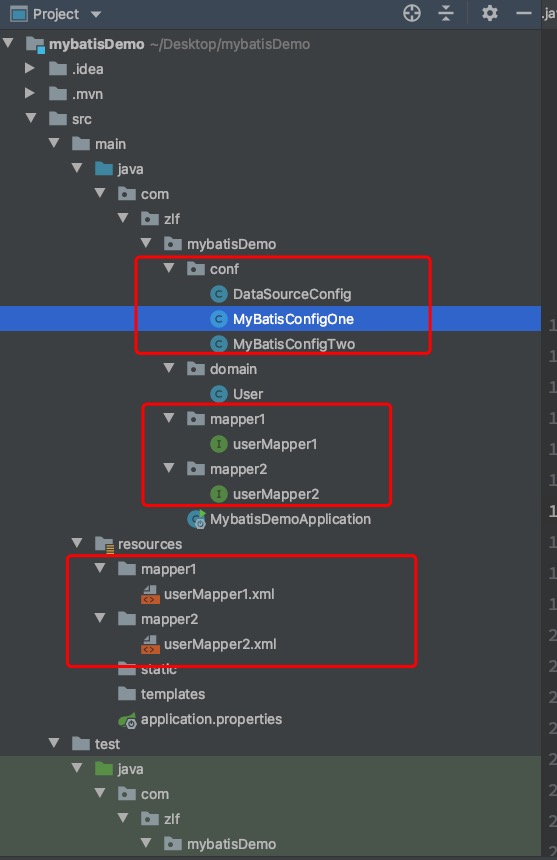 Project
.ja
mybatisDemo ~/Desktop/mybatisDemo
.idea
.mvn
src
main
java
com
zlf
mybatisDemo
conf
DataSourceConfig
MyBatisConfigOne
MyBatisConfigTwo
domain
User
mapper1
userMapper1
mapper2
userMapper2
MybatisDemoApplication
resources
mapper1
userMapper1.xml
mapper2
userMapper2.xml
static
templates
application.properties
test
java
com
zlf
mybatisDemo